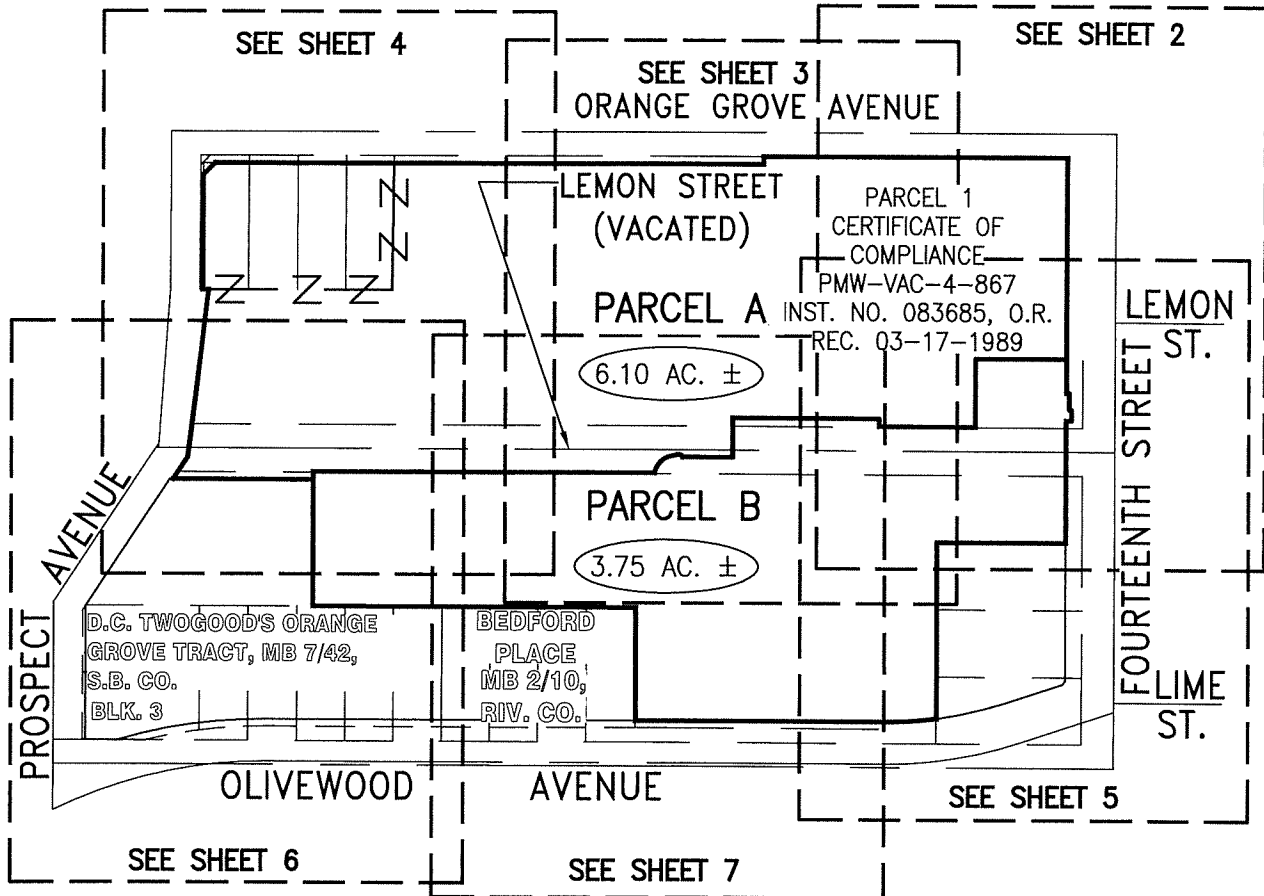 SEE SHEET 4
SEE SHEET 2
SEE SHEET 3
ORANGE GROVE AVENUE
LEMON STREET
(VACATED)
PARCEL 1
CERTIFICATE OF
COMPLIANCE
PMW-VAC-4-867
INST. NO. 083685, O.R.
REC. 03-17-1989
PARCEL A
6.10 AC. ±
LEMON
ST.
FOURTEENTH STREET
PARCEL B
3.75 AC. ±
PROSPECT AVENUE
D.C. TWOGOOD'S ORANGE
GROVE TRACT, MB 7/42,
S.B. CO.
BLK. 3
BEDFORD
PLACE
MB 2/10,
RIV. CO.
LIME
ST.
OLIVEWOOD AVENUE
SEE SHEET 5
SEE SHEET 6
SEE SHEET 7